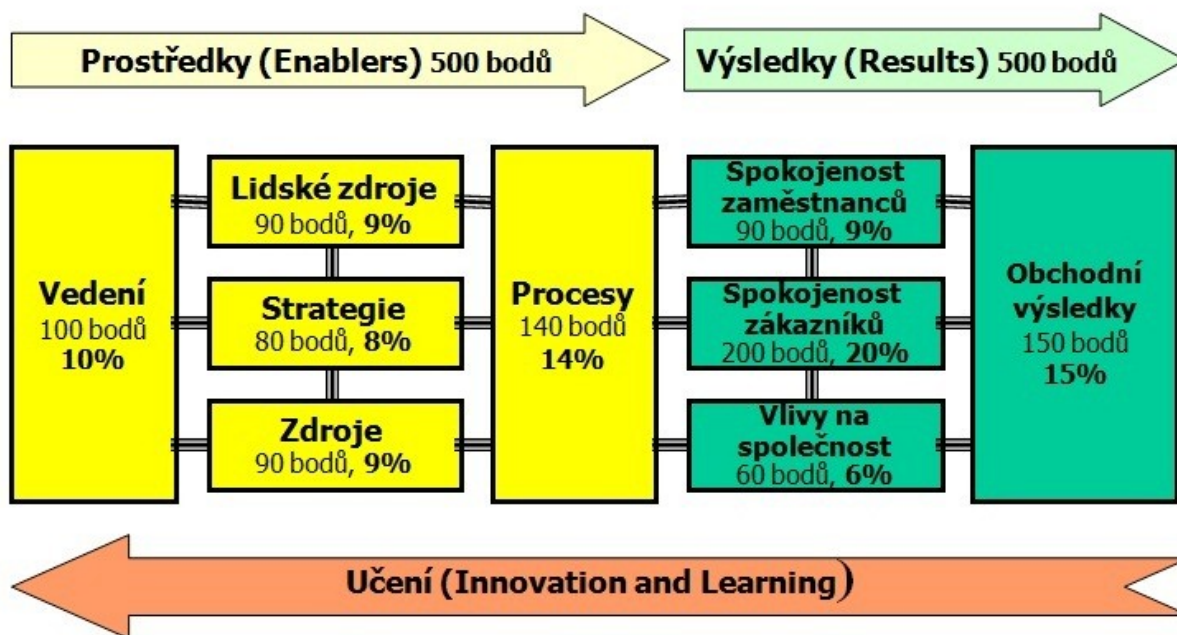 Prostředky (Enablers) 500 bodů
Výsledky (Results) 500 bodů
Vedení
100 bodů
10%
Lidské zdroje
90 bodů, 9%
Strategie
80 bodů, 8%
Zdroje
90 bodů, 9%
Procesy
140 bodů
14%
Spokojenost
zaměstnanců
90 bodů, 9%
Spokojenost
zákazníků
200 bodů, 20%
Vlivy na
společnost
60 bodů, 6%
Obchodní
výsledky
150 bodů
15%
Učení (Innovation and Learning)